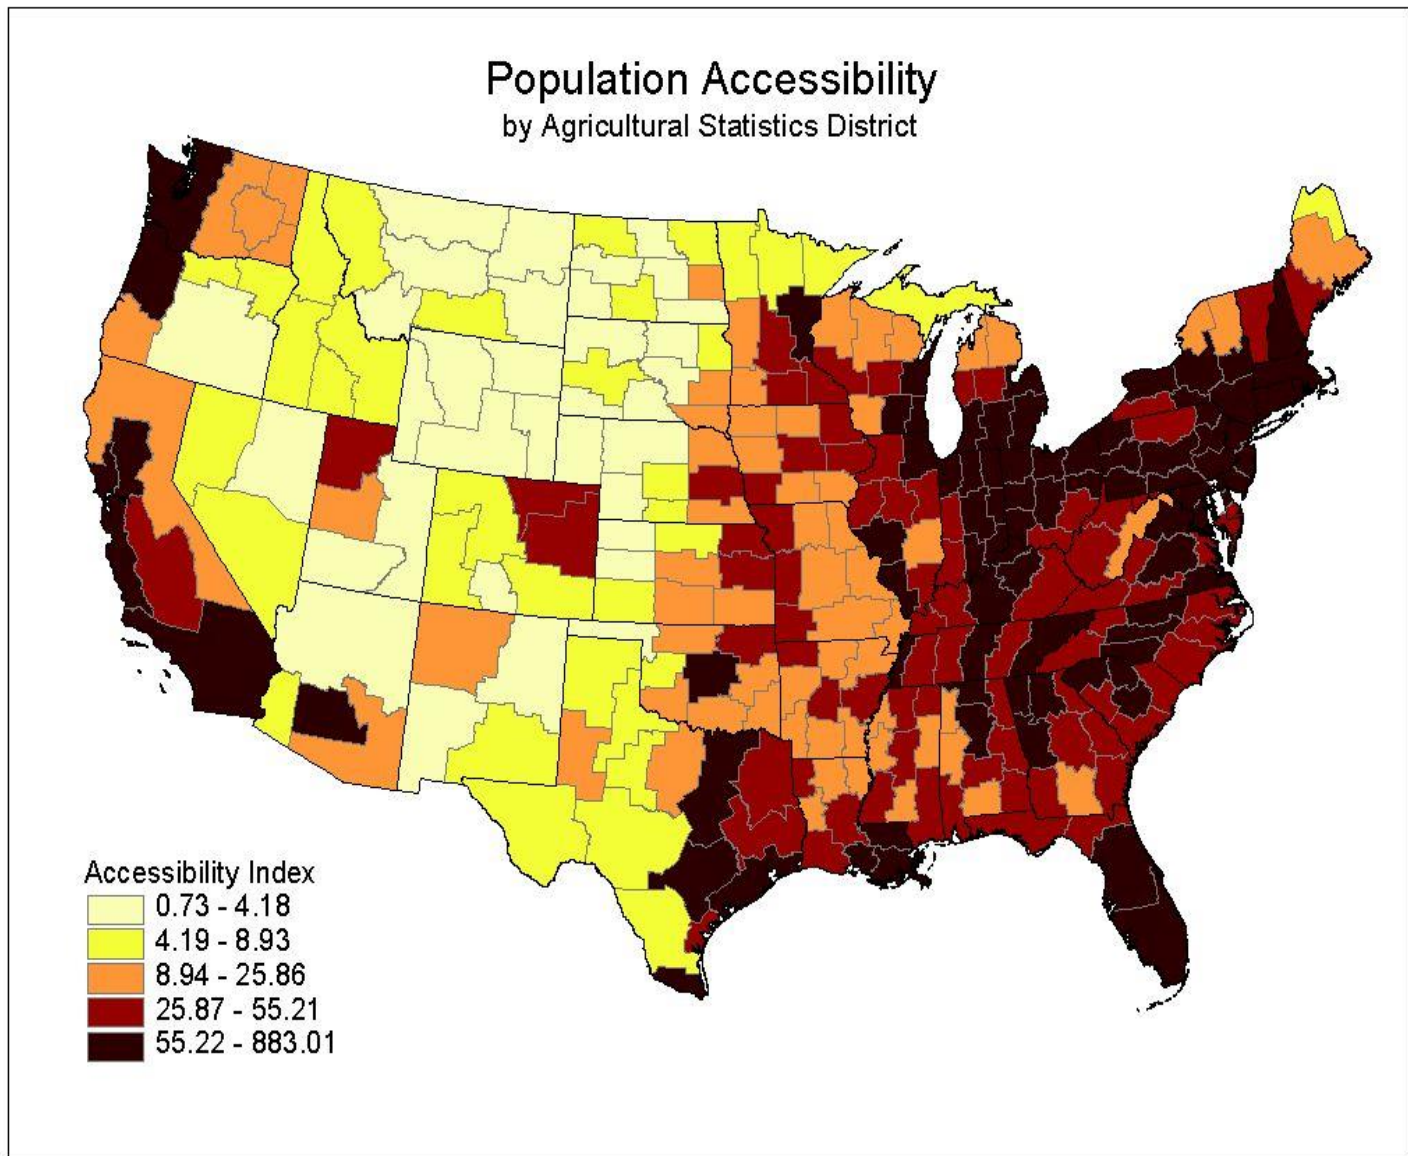 Population Accessibility
by Agricultural Statistics District
Accessibility Index
0.73 - 4.18
4.19 - 8.93
8.94 - 25.86
25.87 - 55.21
55.22 - 883.01